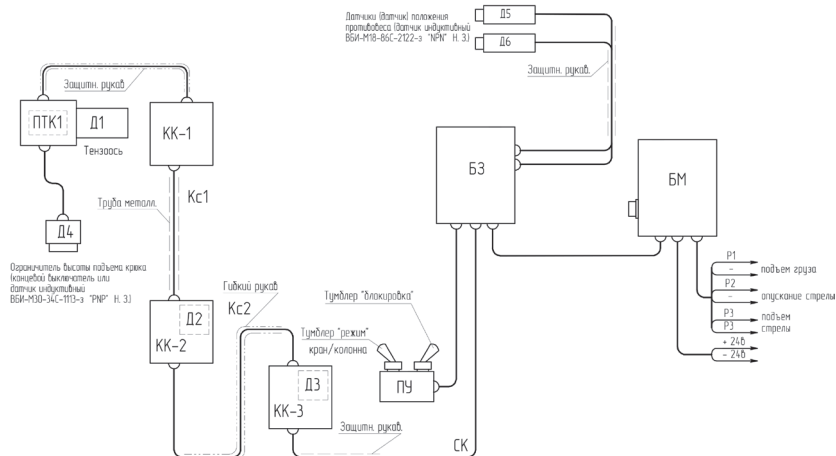 Датчики (датчик) положения
противовеса (датчик индуктивный
ВБИ-М18-86С-2122-з "NPN" Н. З.)
Д5
Д6
Защитн. рукав.
Защитн. рукав
ПТК1
Д1
Тензоось
КК-1
Кс1
Труба металл.
Д4
Ограничитель высоты подъема крюка
(концевой выключатель или
датчик индуктивный
ВБИ-М30-34С-1113-з "PNP" Н. З.)
БЗ
БМ
Р1
-
подъем груза
Р2
-
опускание стрелы
Р3
Р3
подъем
стрелы
+ 24В
- 24В
Гибкий рукав
Кс2
Д2
КК-2
Тумблер "блокировка"
Тумблер "режим"
кран/колонна
ПУ
Д3
КК-3
Защитн. рукав.
СК